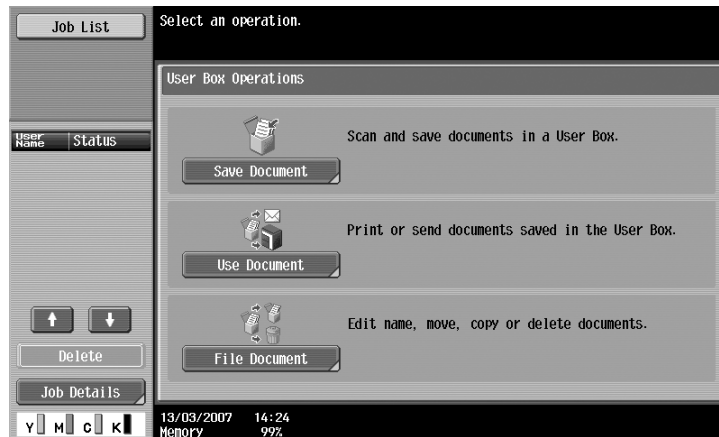 Job List
Select an operation.
User Box Operations
User Name
Status
Scan and save documents in a User Box.
Save Document
Print or send documents saved in the User Box.
Use Document
Edit name, move, copy or delete documents.
File Document
Delete
Job Details
Y M C K
13/03/2007 14:24
Memory 99%